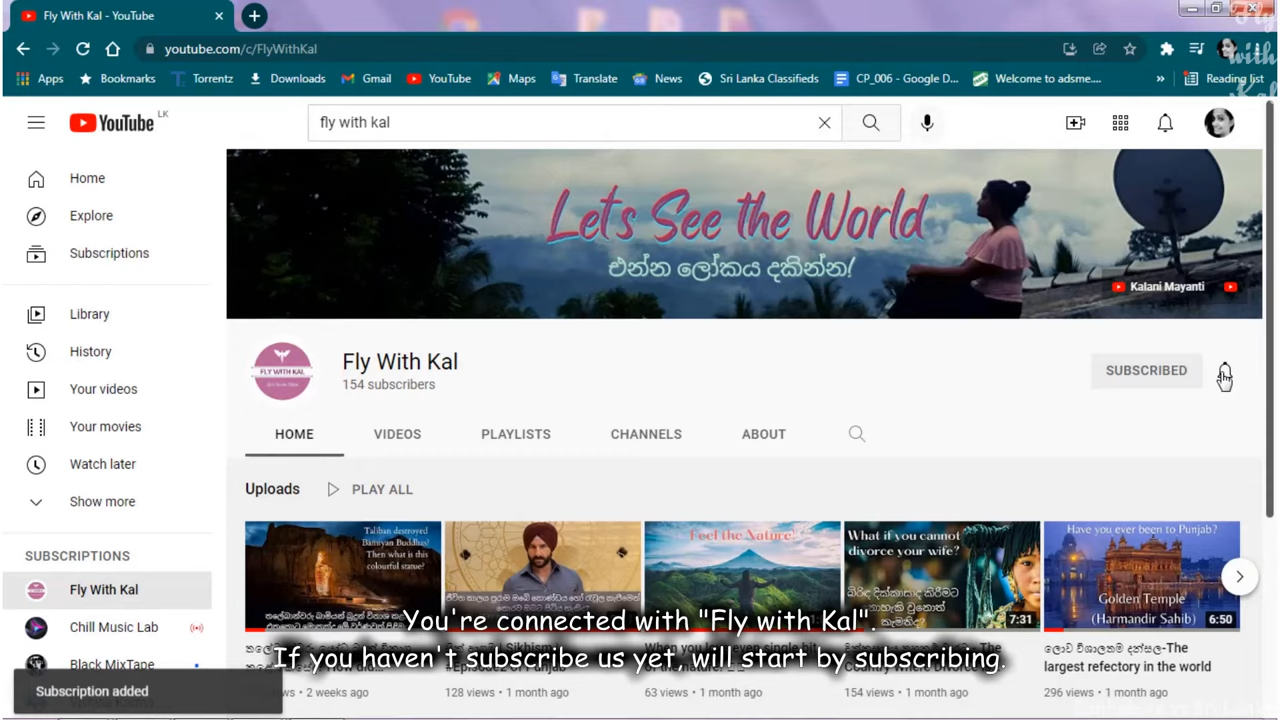 Fly With Kal - YouTube
youtube.com/c/FlyWithKal
Fly with Kal
Apps Bookmarks Torrentz Downloads Gmail YouTube Maps Translate News Sri Lanka Classifieds CP_006 - Google D... Welcome to adsme.... » Reading list
YouTube LK
fly with kal
Home
Explore
Subscriptions
Library
History
Your videos
Your movies
Watch later
Show more
SUBSCRIPTIONS
Fly With Kal
Chill Music Lab
Black MixTape
Subscription added
Let's See the World
එන්න ලෝකය දකින්න!
Kalani Mayanti
FLY WITH KAL
Fly With Kal
154 subscribers
SUBSCRIBED
HOME VIDEOS PLAYLISTS CHANNELS ABOUT
Uploads PLAY ALL
Taliban destroyed
Bamiyan Buddhas!
Then what is this
colourful statue?
Feel the Nature!
What if you cannot
divorce your wife?
බිරිඳ දික්කසාද කිරීමට
නොහැකි වුනොත්
කැමතිද?
7:31
Have you ever been to Punjab?
Golden Temple
(Harmandir Sahib)
6:50
You're connected with "Fly with Kal".
If you haven't subscribe us yet, will start by subscribing.
ලොව විශාලතම දන්සල-The
largest refectory in the world
views • 2 weeks ago
128 views • 1 month ago
63 views • 1 month ago
154 views • 1 month ago
296 views • 1 month ago